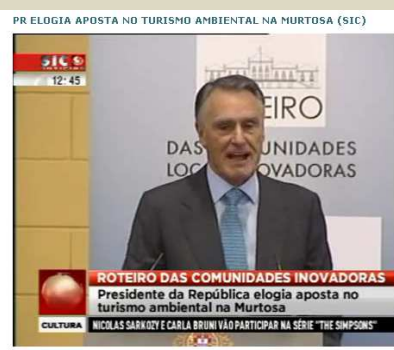 PR ELOGIA APOSTA NO TURISMO AMBIENTAL NA MURTOSA (SIC)
SIC
12:45
EIRO
DAS UNIDADES
LOC OVADORAS
ROTEIRO DAS COMUNIDADES INOVADORAS
Presidente da República elogia aposta no
turismo ambiental na Murtosa
CULTURA NICOLAS SARKOZY E CARLA BRUNI VÃO PARTICIPAR NA SÉRIE "THE SIMPSONS"